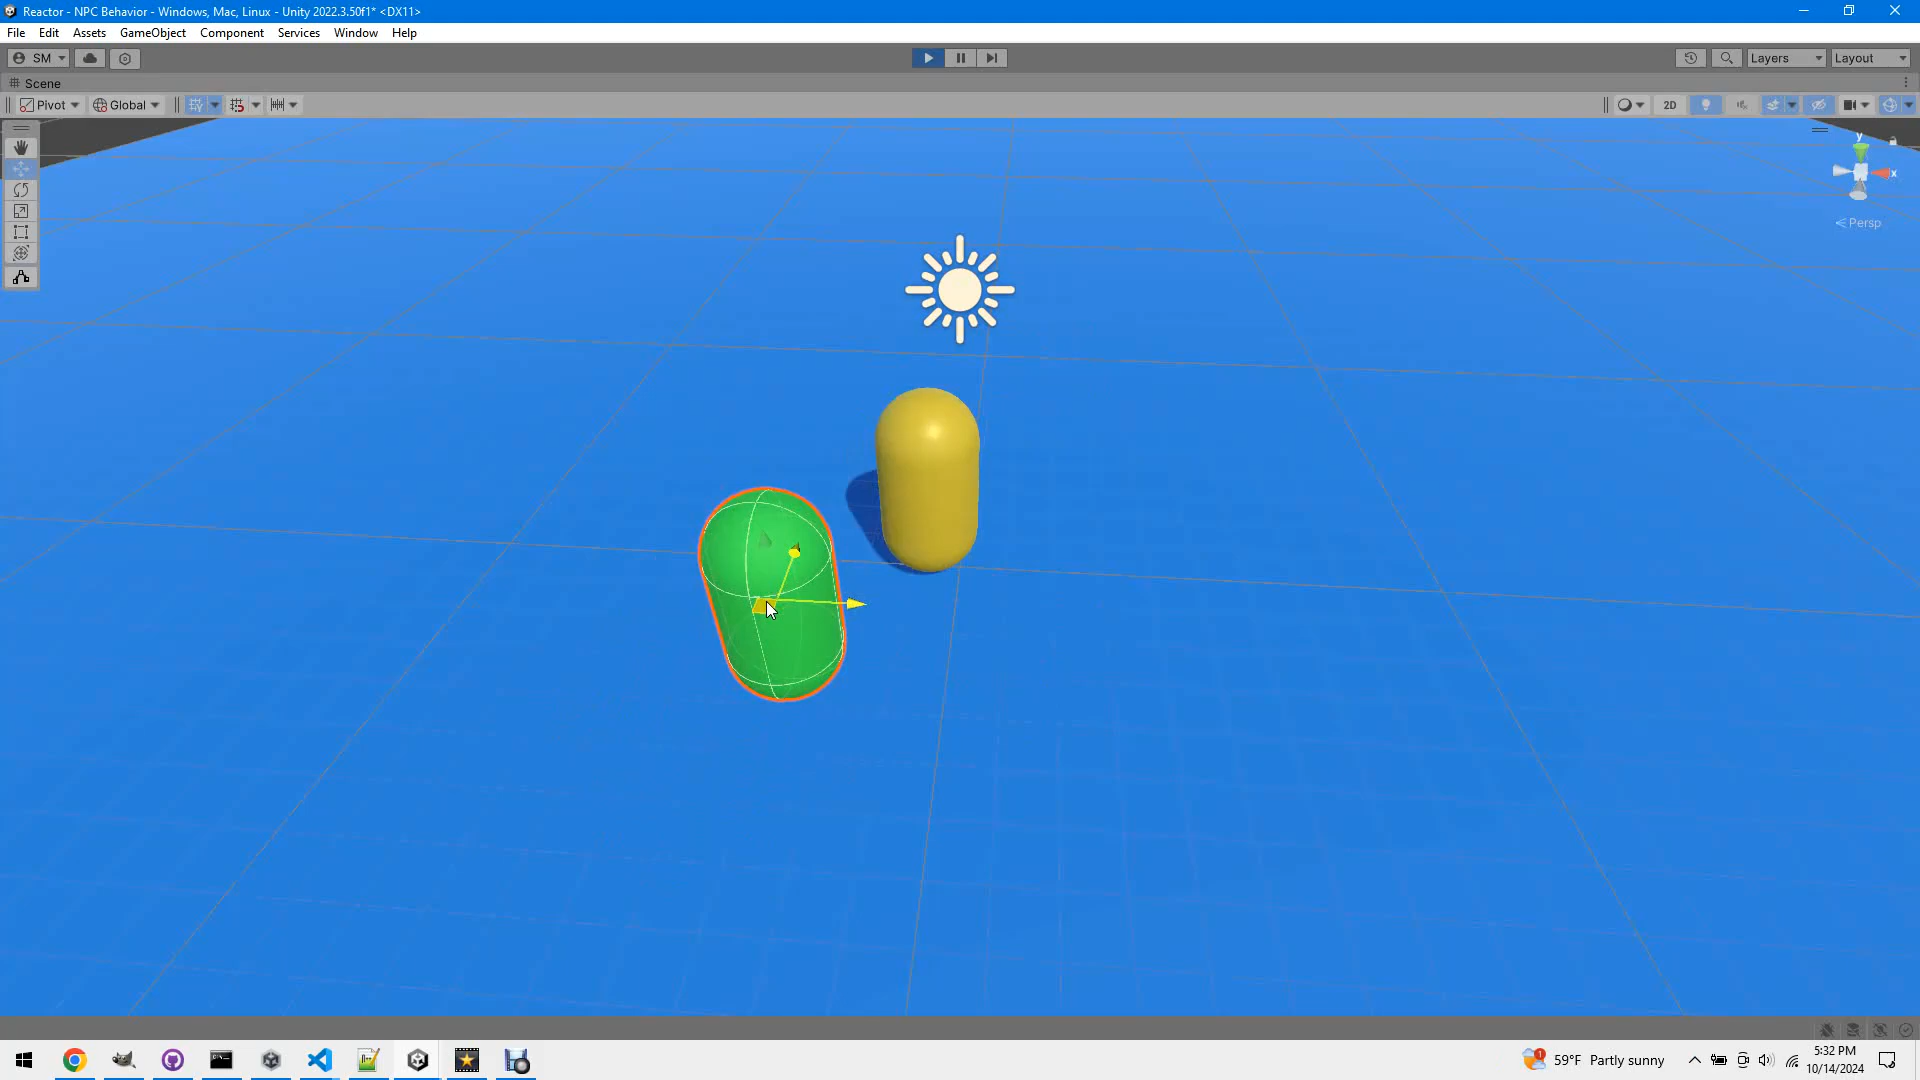 Reactor - NPC Behavior - Windows, Mac, Linux - Unity 2022.3.50f1* <DX11>
File Edit Assets GameObject Component Services Window Help
SM Layers Layout
Scene
Pivot Global 2D
y
x
Persp
1 59°F Partly sunny 5:32 PM
10/14/2024